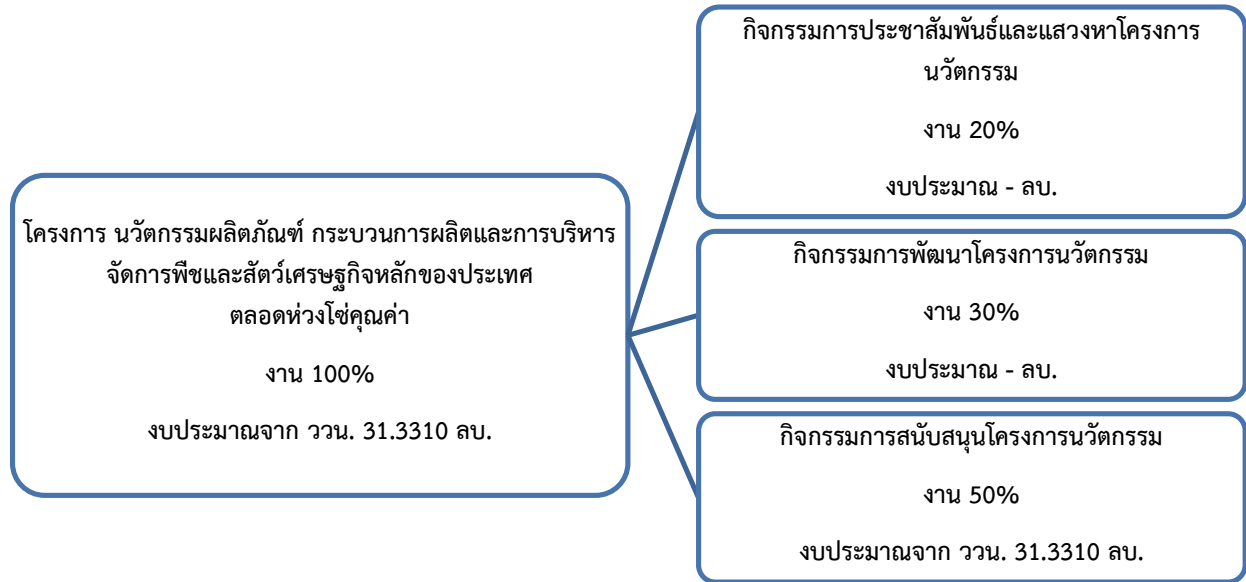 กิจกรรมการประชาสัมพันธ์และแสวงหาโครงการ
นวัตกรรม
งาน 20%
งบประมาณ - ลบ.
โครงการ นวัตกรรมผลิตภัณฑ์ กระบวนการผลิตและการบริหาร
จัดการพืชและสัตว์เศรษฐกิจหลักของประเทศ
ตลอดห่วงโซ่คุณค่า
งาน 100%
งบประมาณจาก ววน. 31.3310 ลบ.
กิจกรรมการพัฒนาโครงการนวัตกรรม
งาน 30%
งบประมาณ - ลบ.
กิจกรรมการสนับสนุนโครงการนวัตกรรม
งาน 50%
งบประมาณจาก ววน. 31.3310 ลบ.